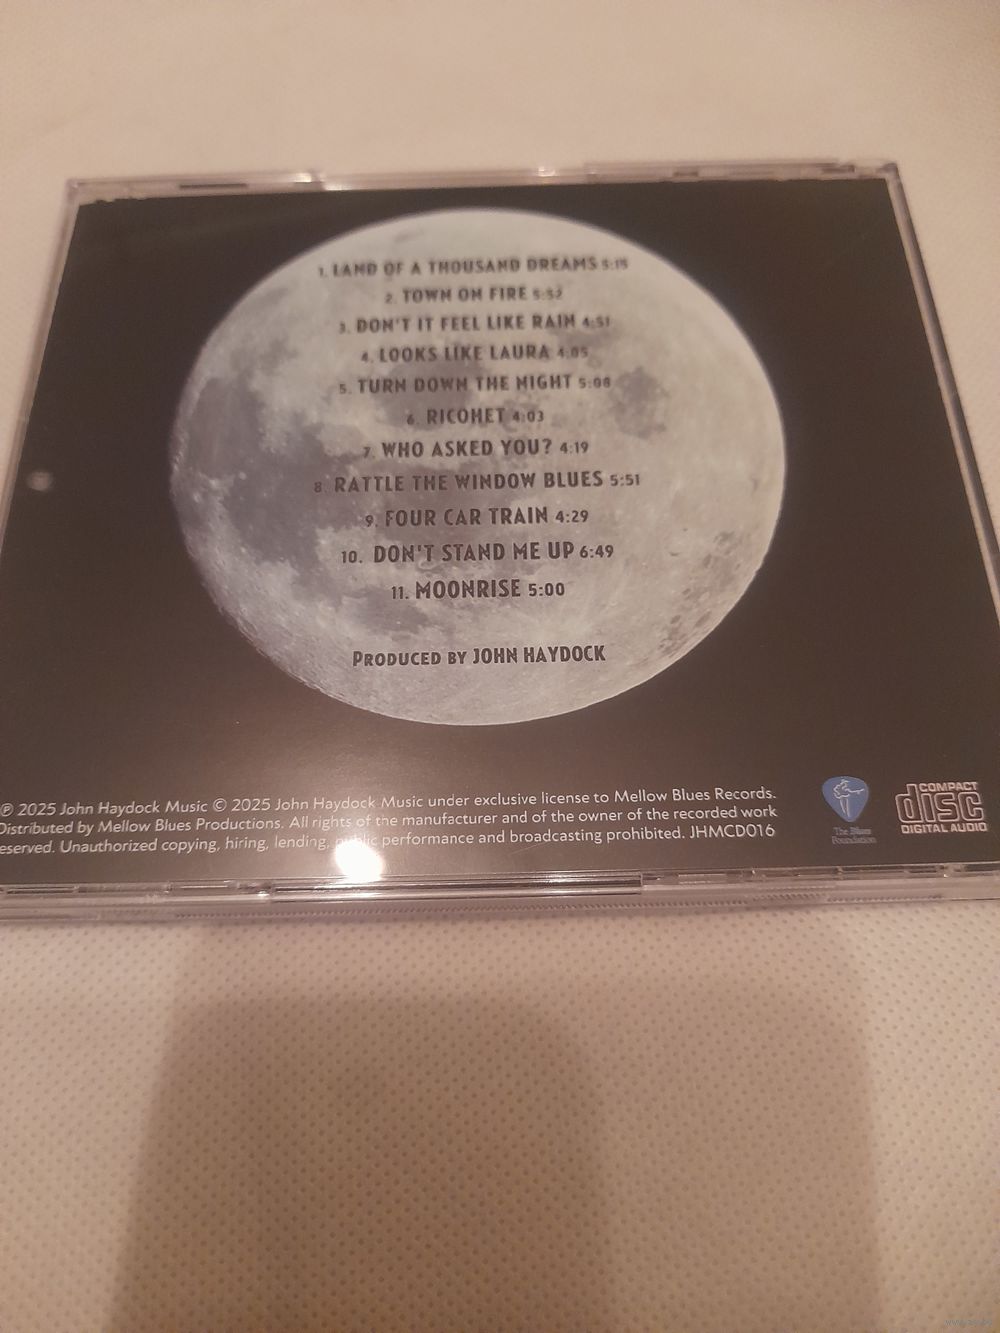 1. LAND OF A THOUSAND DREAMS 5:15
2. TOWN ON FIRE 5:52
3. DON'T IT FEEL LIKE RAIN 4:51
4. LOOKS LIKE LAURA 4:05
5. TURN DOWN THE NIGHT 5:08
6. RICOHET 4:03
7. WHO ASKED YOU? 4:19
8. RATTLE THE WINDOW BLUES 5:51
9. FOUR CAR TRAIN 4:29
10. DON'T STAND ME UP 6:49
11. MOONRISE 5:00
PRODUCED BY JOHN HAYDOCK
℗ 2025 John Haydock Music © 2025 John Haydock Music under exclusive license to Mellow Blues Records.
Distributed by Mellow Blues Productions. All rights of the manufacturer and of the owner of the recorded work
eserved. Unauthorized copying, hiring, lending, public performance and broadcasting prohibited. JHMCD016
The Blues
Foundation
COMPACT
disc
DIGITAL AUDIO